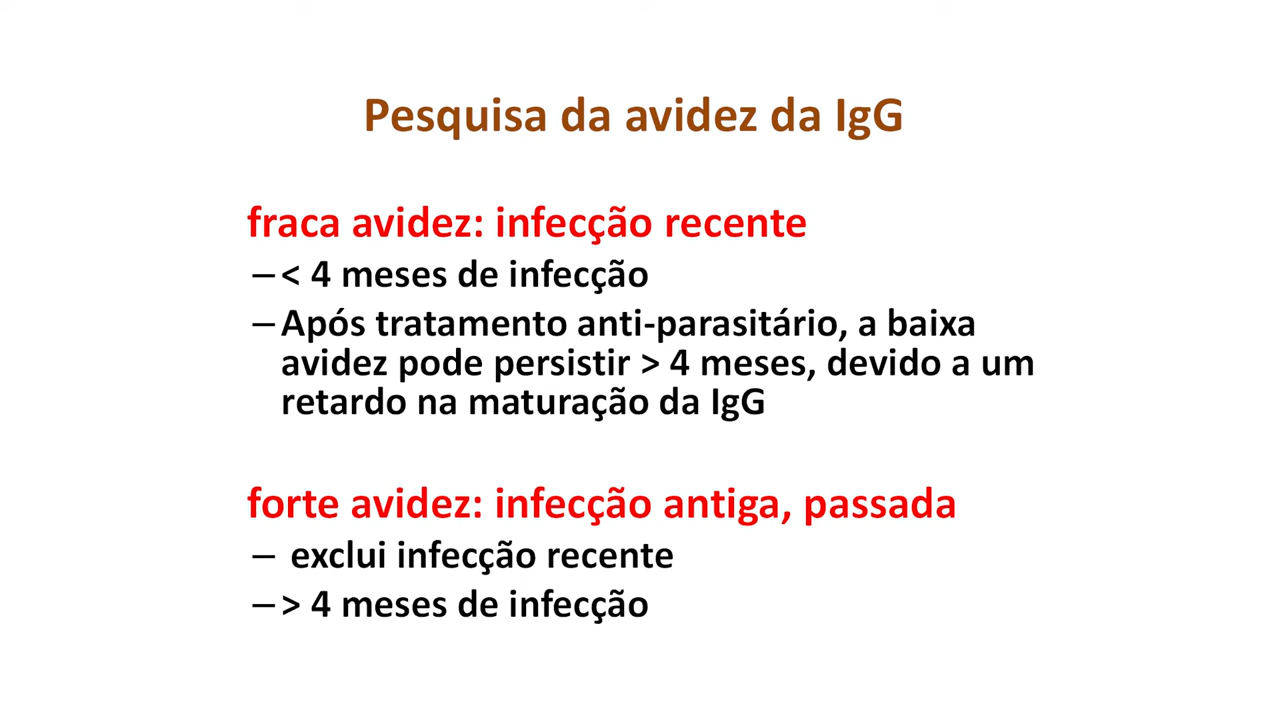 Pesquisa da avidez da IgG
fraca avidez: infecção recente
– < 4 meses de infecção
– Após tratamento anti-parasitário, a baixa
avidez pode persistir > 4 meses, devido a um
retardo na maturação da IgG
forte avidez: infecção antiga, passada
– exclui infecção recente
– > 4 meses de infecção